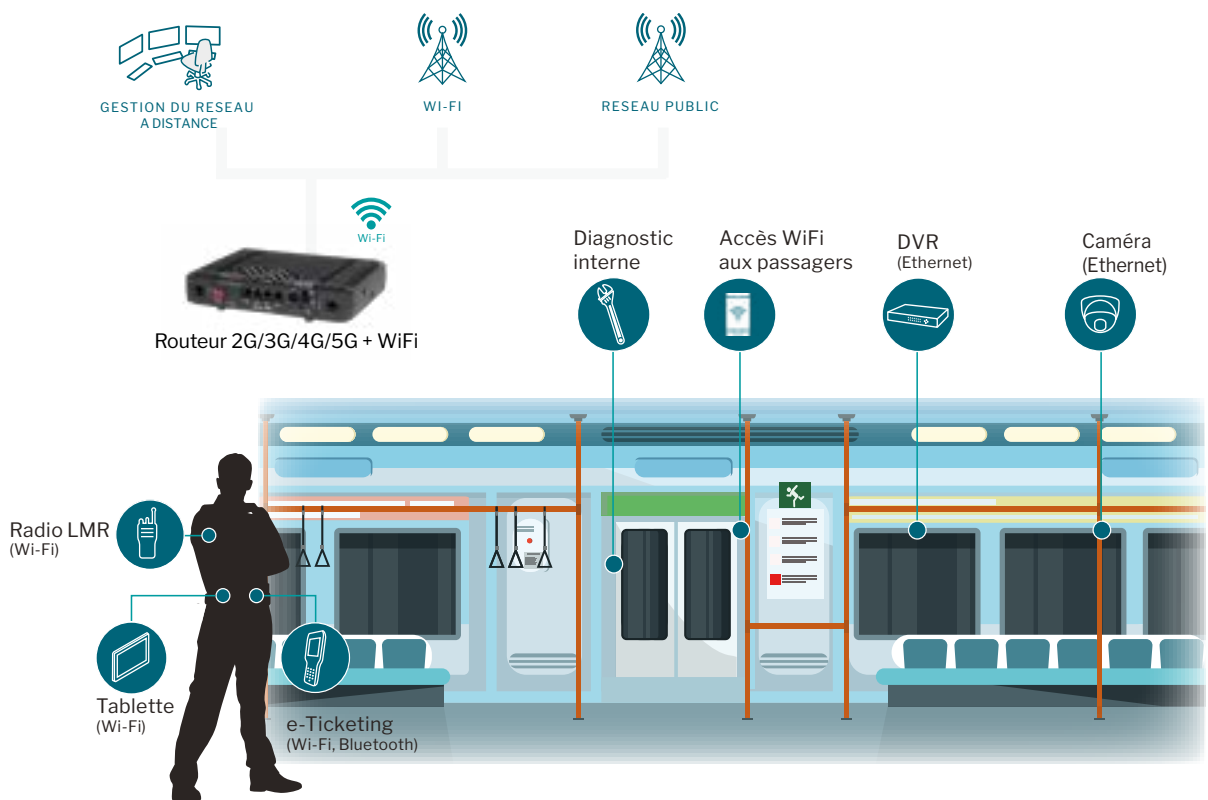 GESTION DU RESEAU
A DISTANCE
WI-FI
RESEAU PUBLIC
Wi-Fi
Routeur 2G/3G/4G/5G + WiFi
Diagnostic
interne
Accès WiFi
aux passagers
DVR
(Ethernet)
Caméra
(Ethernet)
Radio LMR
(Wi-Fi)
Tablette
(Wi-Fi)
e-Ticketing
(Wi-Fi, Bluetooth)